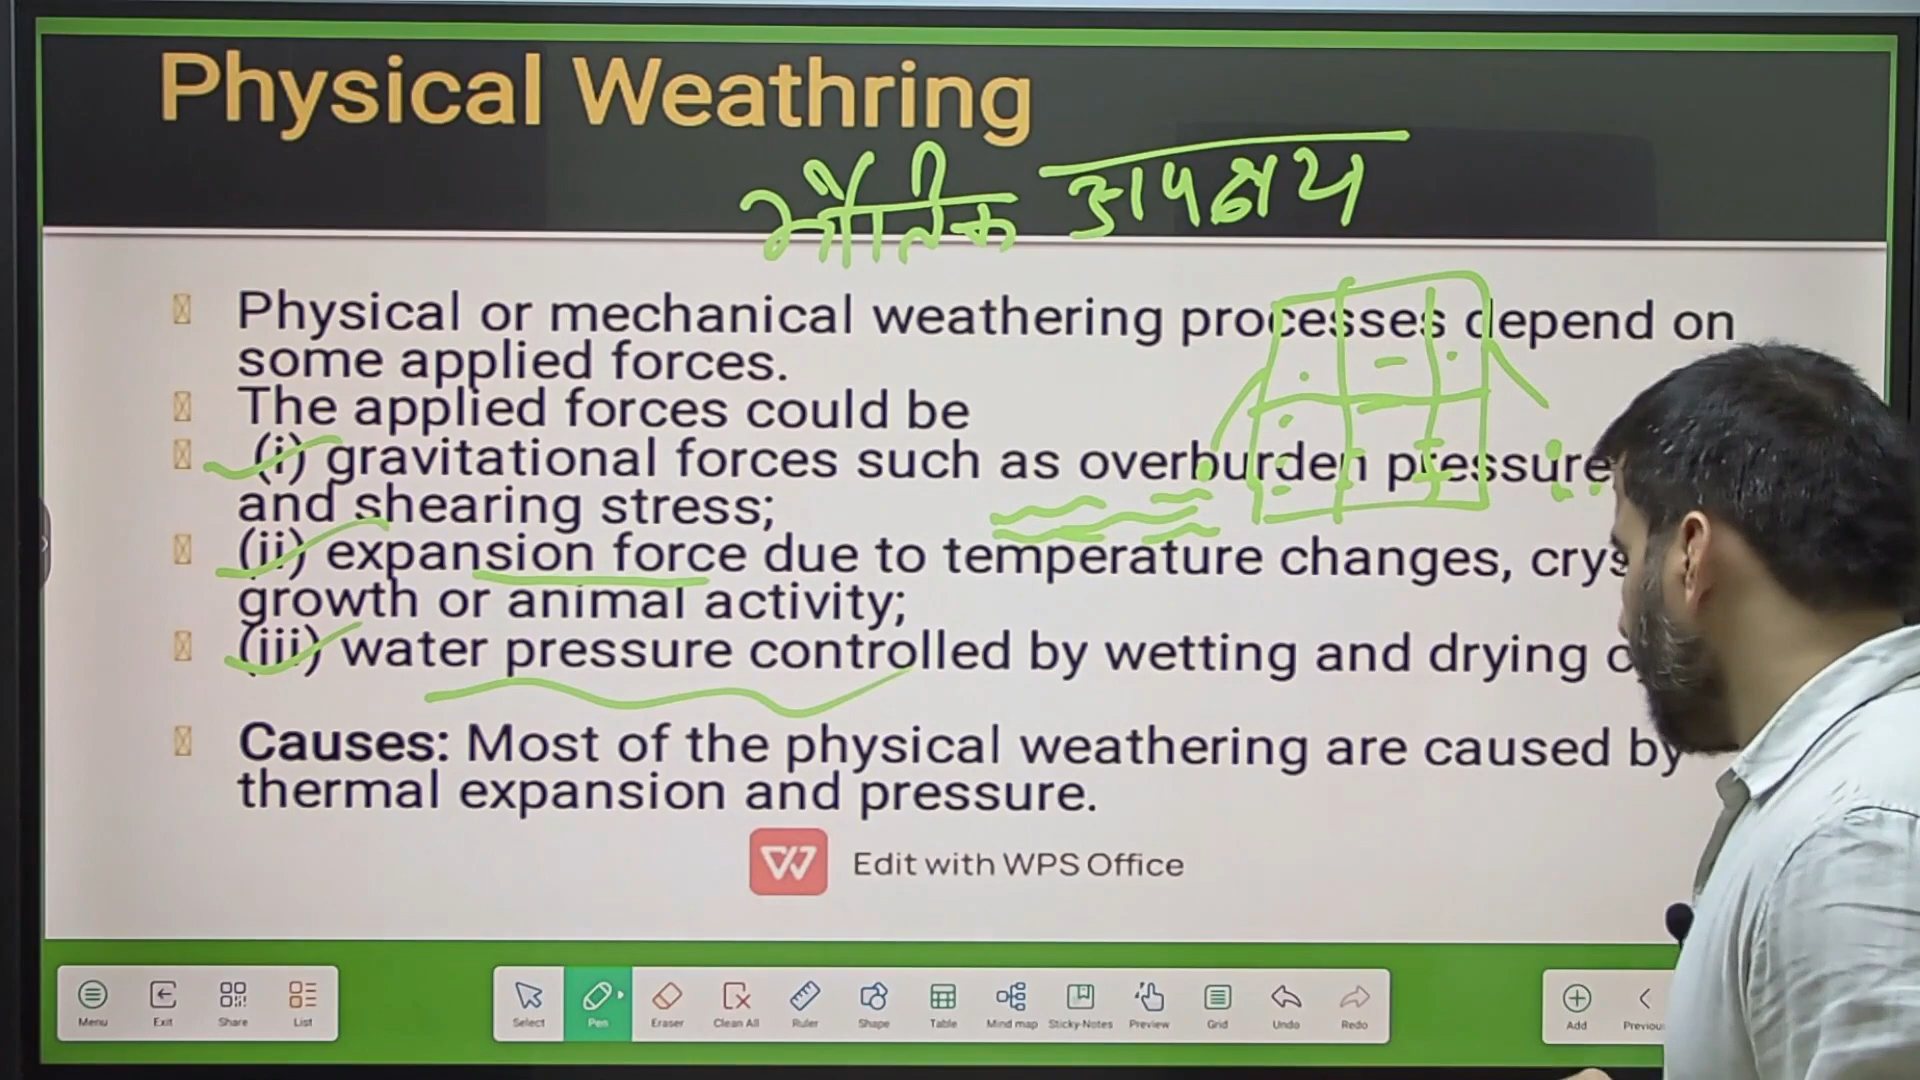 Physical Weathring
भौतिक अपक्षय
Physical or mechanical weathering processes depend on
some applied forces.
The applied forces could be
(i) gravitational forces such as overburden pressure,
and shearing stress;
(ii) expansion force due to temperature changes,
growth or animal activity;
(iii) water pressure controlled by wetting and drying
Causes: Most of the physical weathering are caused by
thermal expansion and pressure.
Edit with WPS Office
Menu Exit Share List Select Pen Eraser Clean All Ruler Shape Table Mind map Sticky-Notes Preview Grid Undo Redo Add